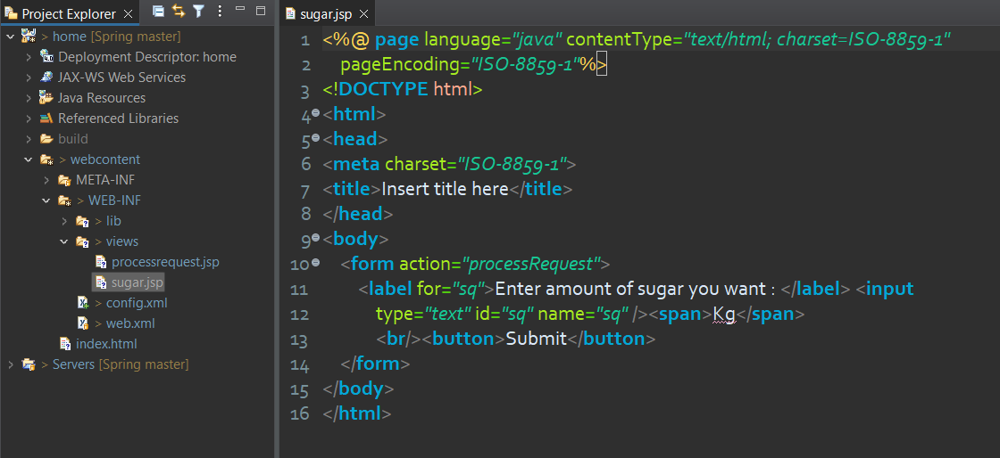 Project Explorer
home [Spring master]
Deployment Descriptor: home
JAX-WS Web Services
Java Resources
Referenced Libraries
build
> webcontent
META-INF
> WEB-INF
> lib
> views
processrequest.jsp
sugar.jsp
> config.xml
> web.xml
index.html
> Servers [Spring master]
sugar.jsp
1 <%@ page language="java" contentType="text/html; charset=ISO-8859-1"
2 pageEncoding="ISO-8859-1"%>
3 <!DOCTYPE html>
4 <html>
5 <head>
6 <meta charset="ISO-8859-1">
7 <title>Insert title here</title>
8 </head>
9 <body>
10 <form action="processRequest">
11 <label for="sq">Enter amount of sugar you want : </label> <input
12 type="text" id="sq" name="sq" /><span>Kg</span>
13 <br/><button>Submit</button>
14 </form>
15 </body>
16 </html>